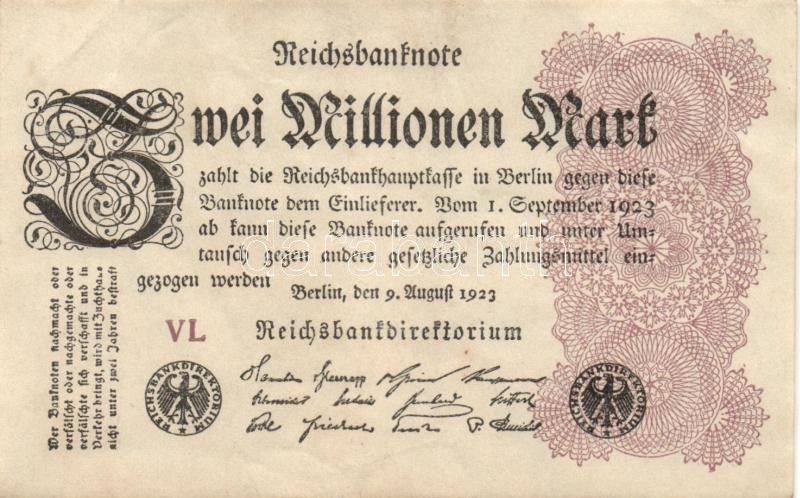 Reichsbanknote
Zwei Millionen Mark
zahlt die Reichsbankhauptkasse in Berlin gegen diese
Banknote dem Einlieferer. Vom 1. September 1923
ab kann diese Banknote aufgerufen und unter Um=
tausch gegen andere gesetzliche Zahlungsmittel ein=
gezogen werden
Berlin, den 9. August 1923
VL
Reichsbankdirektorium
REICHSBANKDIREKTORIUM
REICHSBANKDIREKTORIUM
Wer Banknoten nachmacht oder
verfälscht oder nachgemachte oder
verfälschte sich verschafft und in
Verkehr bringt, wird mit Zuchthaus
nicht unter zwei Jahren bestraft
darabanth